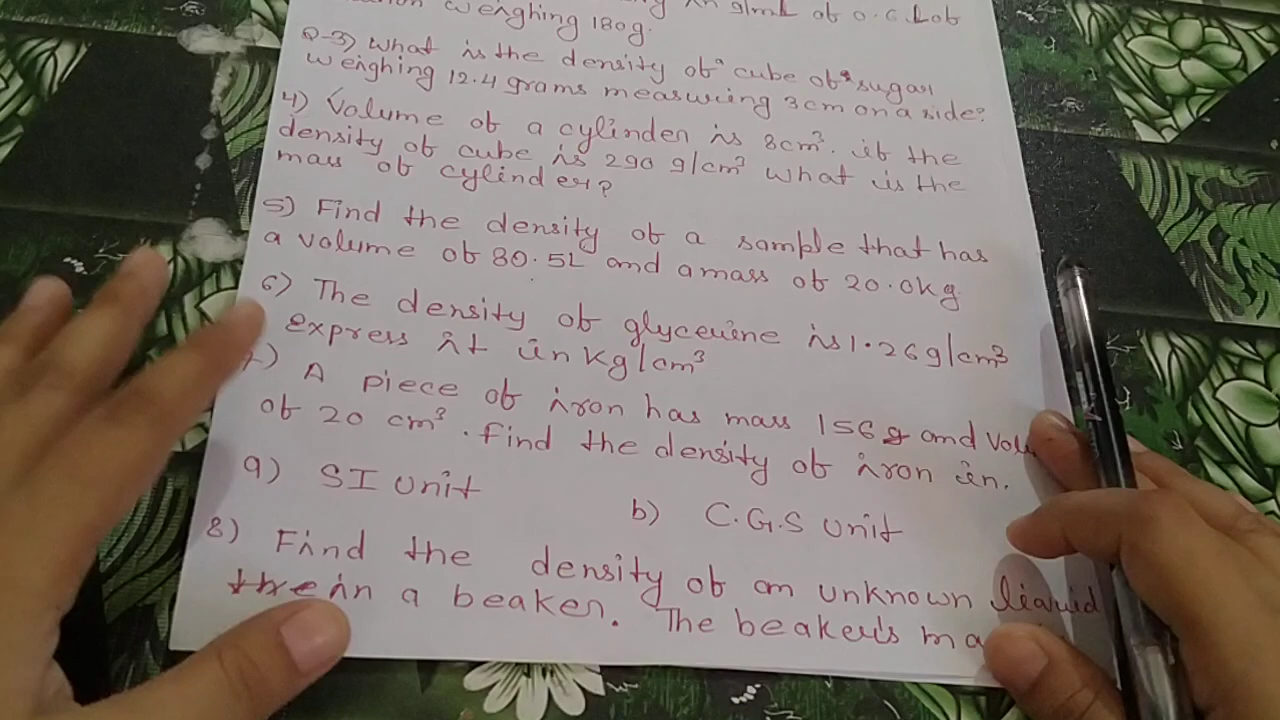 weighing 180g.
Q-3) what is the density of a cube of sugar
weighing 12.4 grams measuring 3cm on a side?
4) Volume of a cylinder is 8cm³. if the
density of cube is 290 g/cm³ what is the
mass of cylinder?
5) Find the density of a sample that has
a volume of 80.5L and a mass of 20.0kg
6) The density of glycerine is 1.26g/cm³
express it in kg/cm³
7) A piece of iron has mass 156g and Volu
of 20 cm³. find the density of iron in.
a) SI Unit
b) C.G.S Unit
8) Find the density of an unknown liquid
in a beaker. The beaker's ma